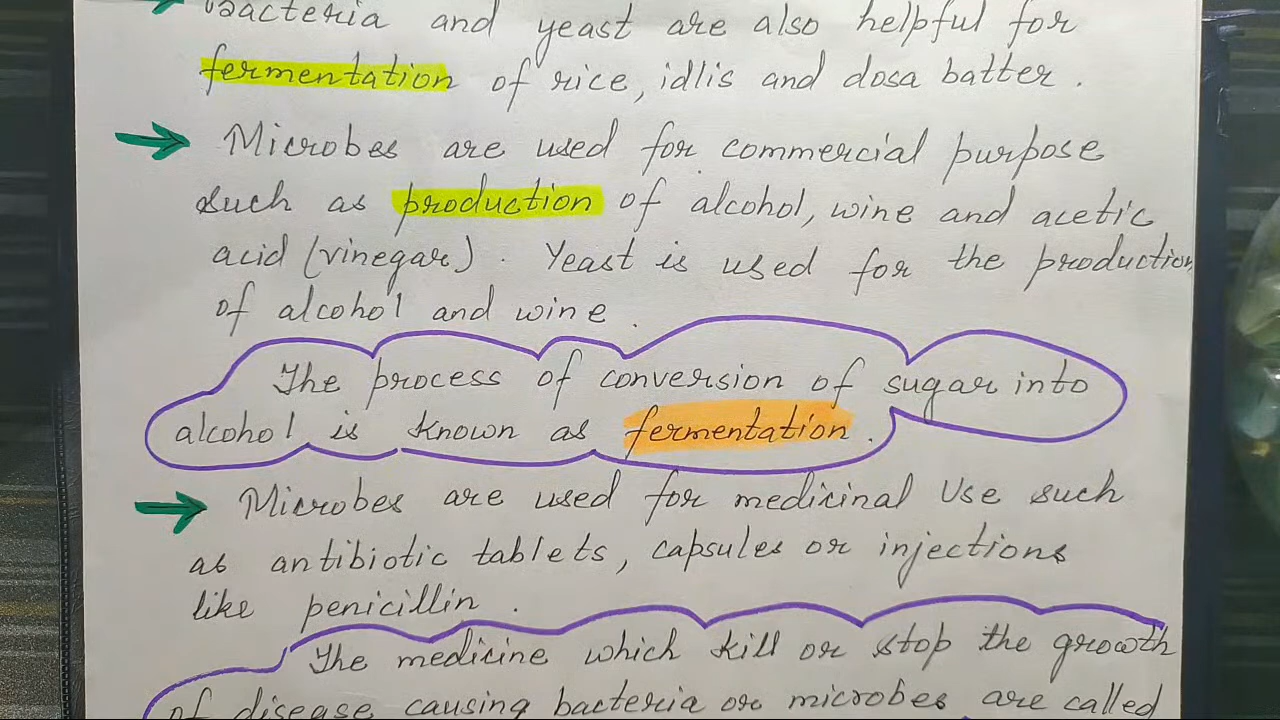 Bacteria and yeast are also helpful for
fermentation of rice, idlis and dosa batter.
Microbes are used for commercial purpose
such as production of alcohol, wine and acetic
acid (vinegar). Yeast is used for the production
of alcohol and wine.
The process of conversion of sugar into
alcohol is known as fermentation.
Microbes are used for medicinal Use such
as antibiotic tablets, capsules or injections
like penicillin.
The medicine which kill or stop the growth
of disease causing bacteria or microbes are called